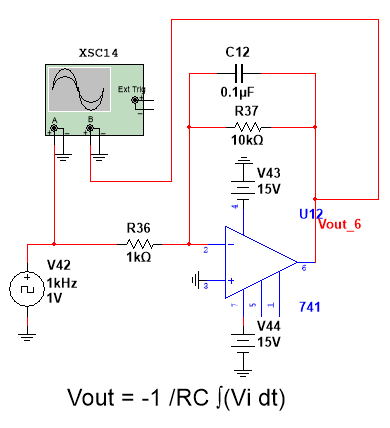 XSC14
Ext Trig
+
-
A
B
+ - + -
C12
0.1µF
R37
10kΩ
V43
15V
4
U12
Vout_6
R36
1kΩ
2
6
3
741
7 5 1
V42
1kHz
1V
V44
15V
Vout = -1 /RC ∫(Vi dt)